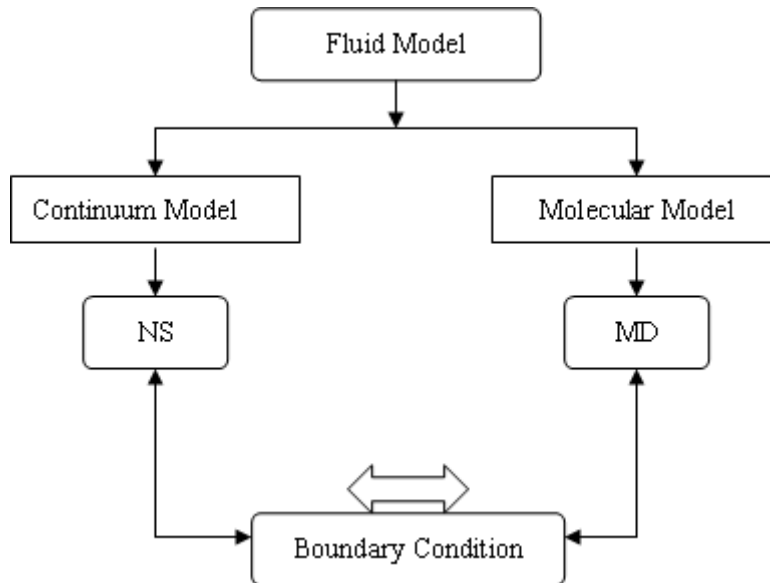 Fluid Model
Continuum Model
Molecular Model
NS
MD
Boundary Condition